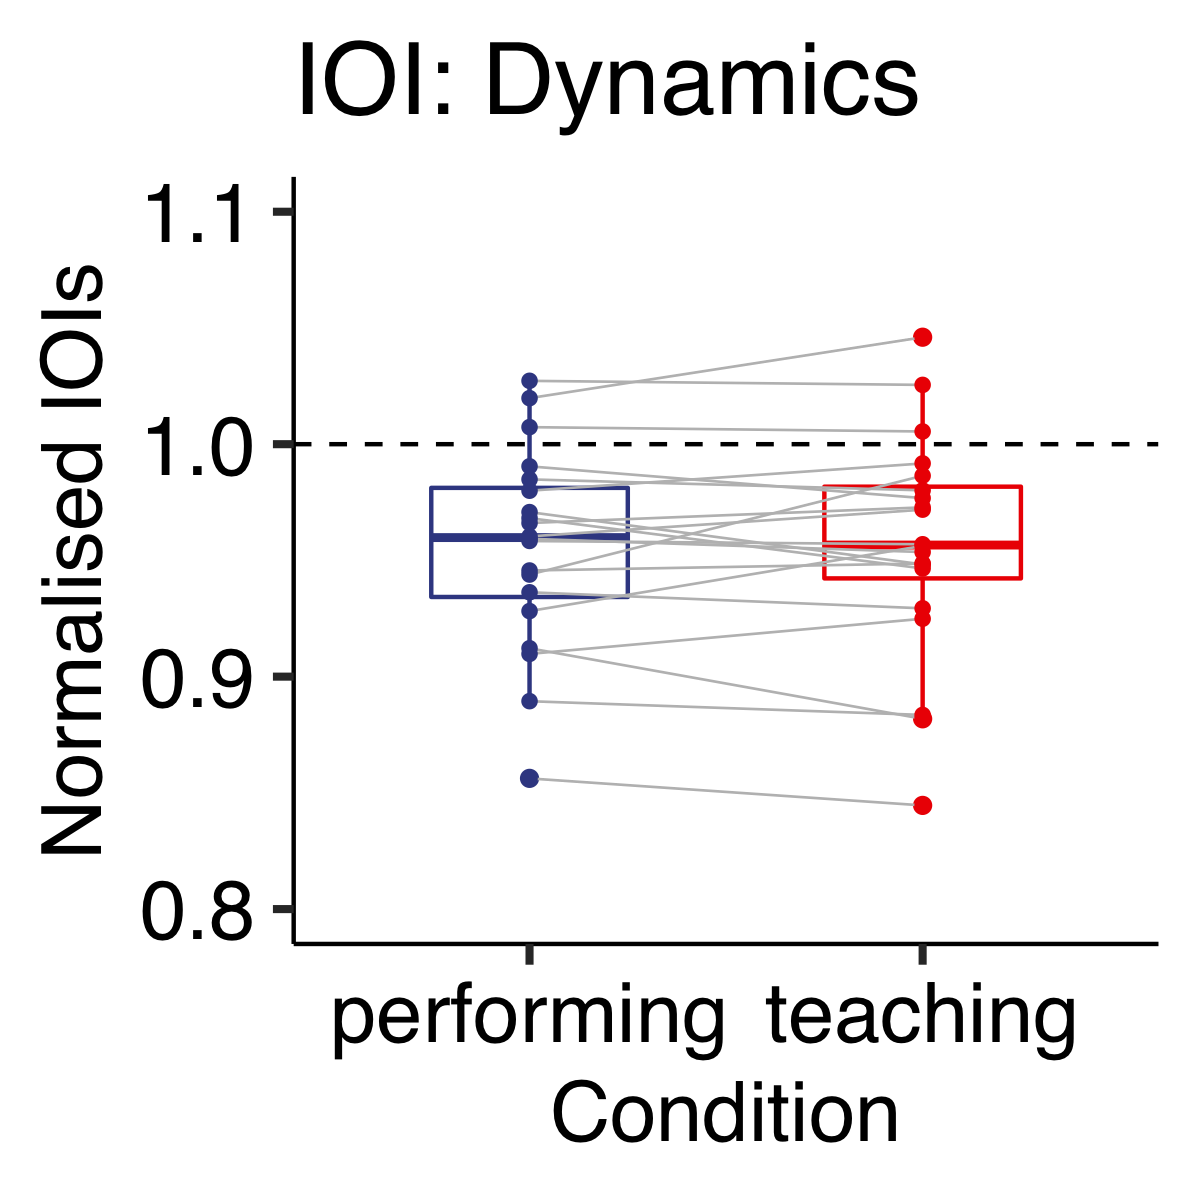 IOI: Dynamics
Normalised IOIs
1.1
1.0
0.9
0.8
performing teaching
Condition